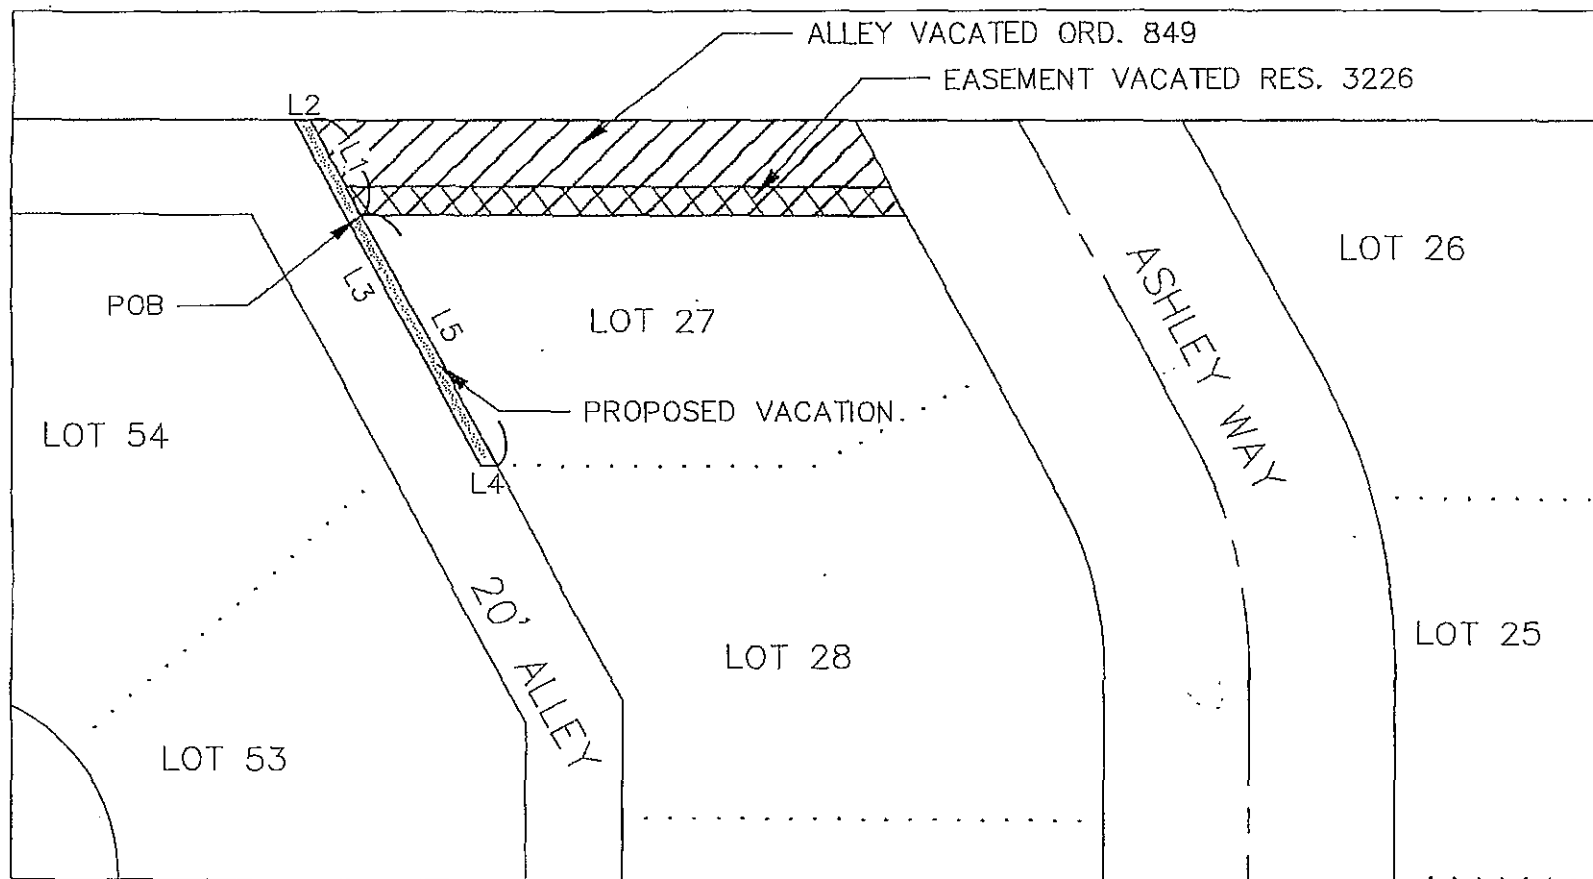 ALLEY VACATED ORD. 849
EASEMENT VACATED RES. 3226
L2
L1
LOT 26
ASHLEY WAY
POB
L3
L5
LOT 27
PROPOSED VACATION.
LOT 54
L4
20' ALLEY
LOT 28
LOT 25
LOT 53